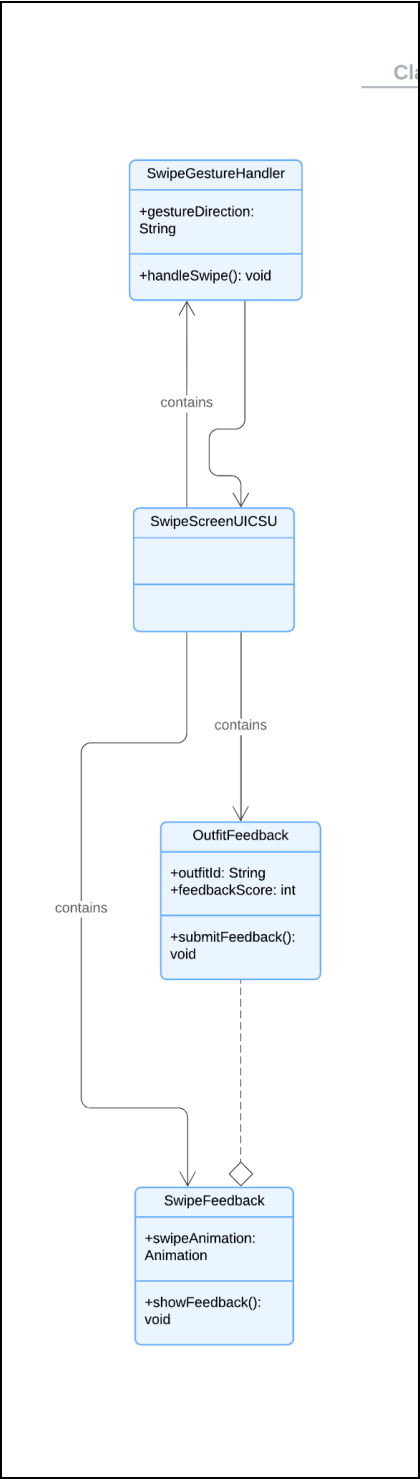 Cla
SwipeGestureHandler
+gestureDirection:
String
+handleSwipe(): void
contains
SwipeScreenUICSU
contains
OutfitFeedback
+outfitId: String
+feedbackScore: int
+submitFeedback():
void
contains
SwipeFeedback
+swipeAnimation:
Animation
+showFeedback():
void